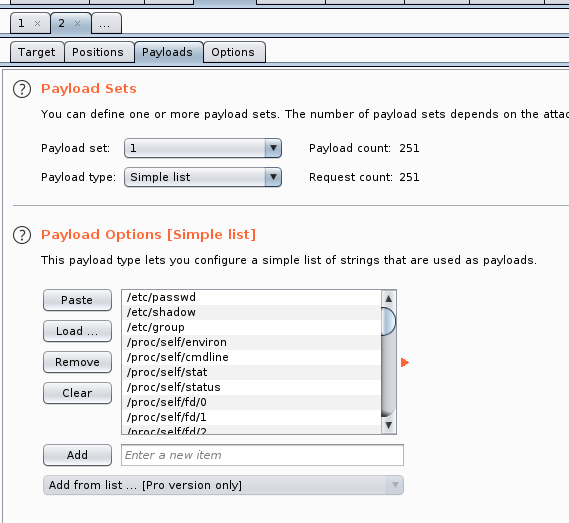 1 × 2 × ...
Target Positions Payloads Options
? Payload Sets
You can define one or more payload sets. The number of payload sets depends on the
Payload set: 1 Payload count: 251
Payload type: Simple list Request count: 251
? Payload Options [Simple list]
This payload type lets you configure a simple list of strings that are used as payloads.
Paste
Load ...
Remove
Clear
/etc/passwd
/etc/shadow
/etc/group
/proc/self/environ
/proc/self/cmdline
/proc/self/stat
/proc/self/status
/proc/self/fd/0
/proc/self/fd/1
/proc/self/fd/2
Add Enter a new item
Add from list ... [Pro version only]